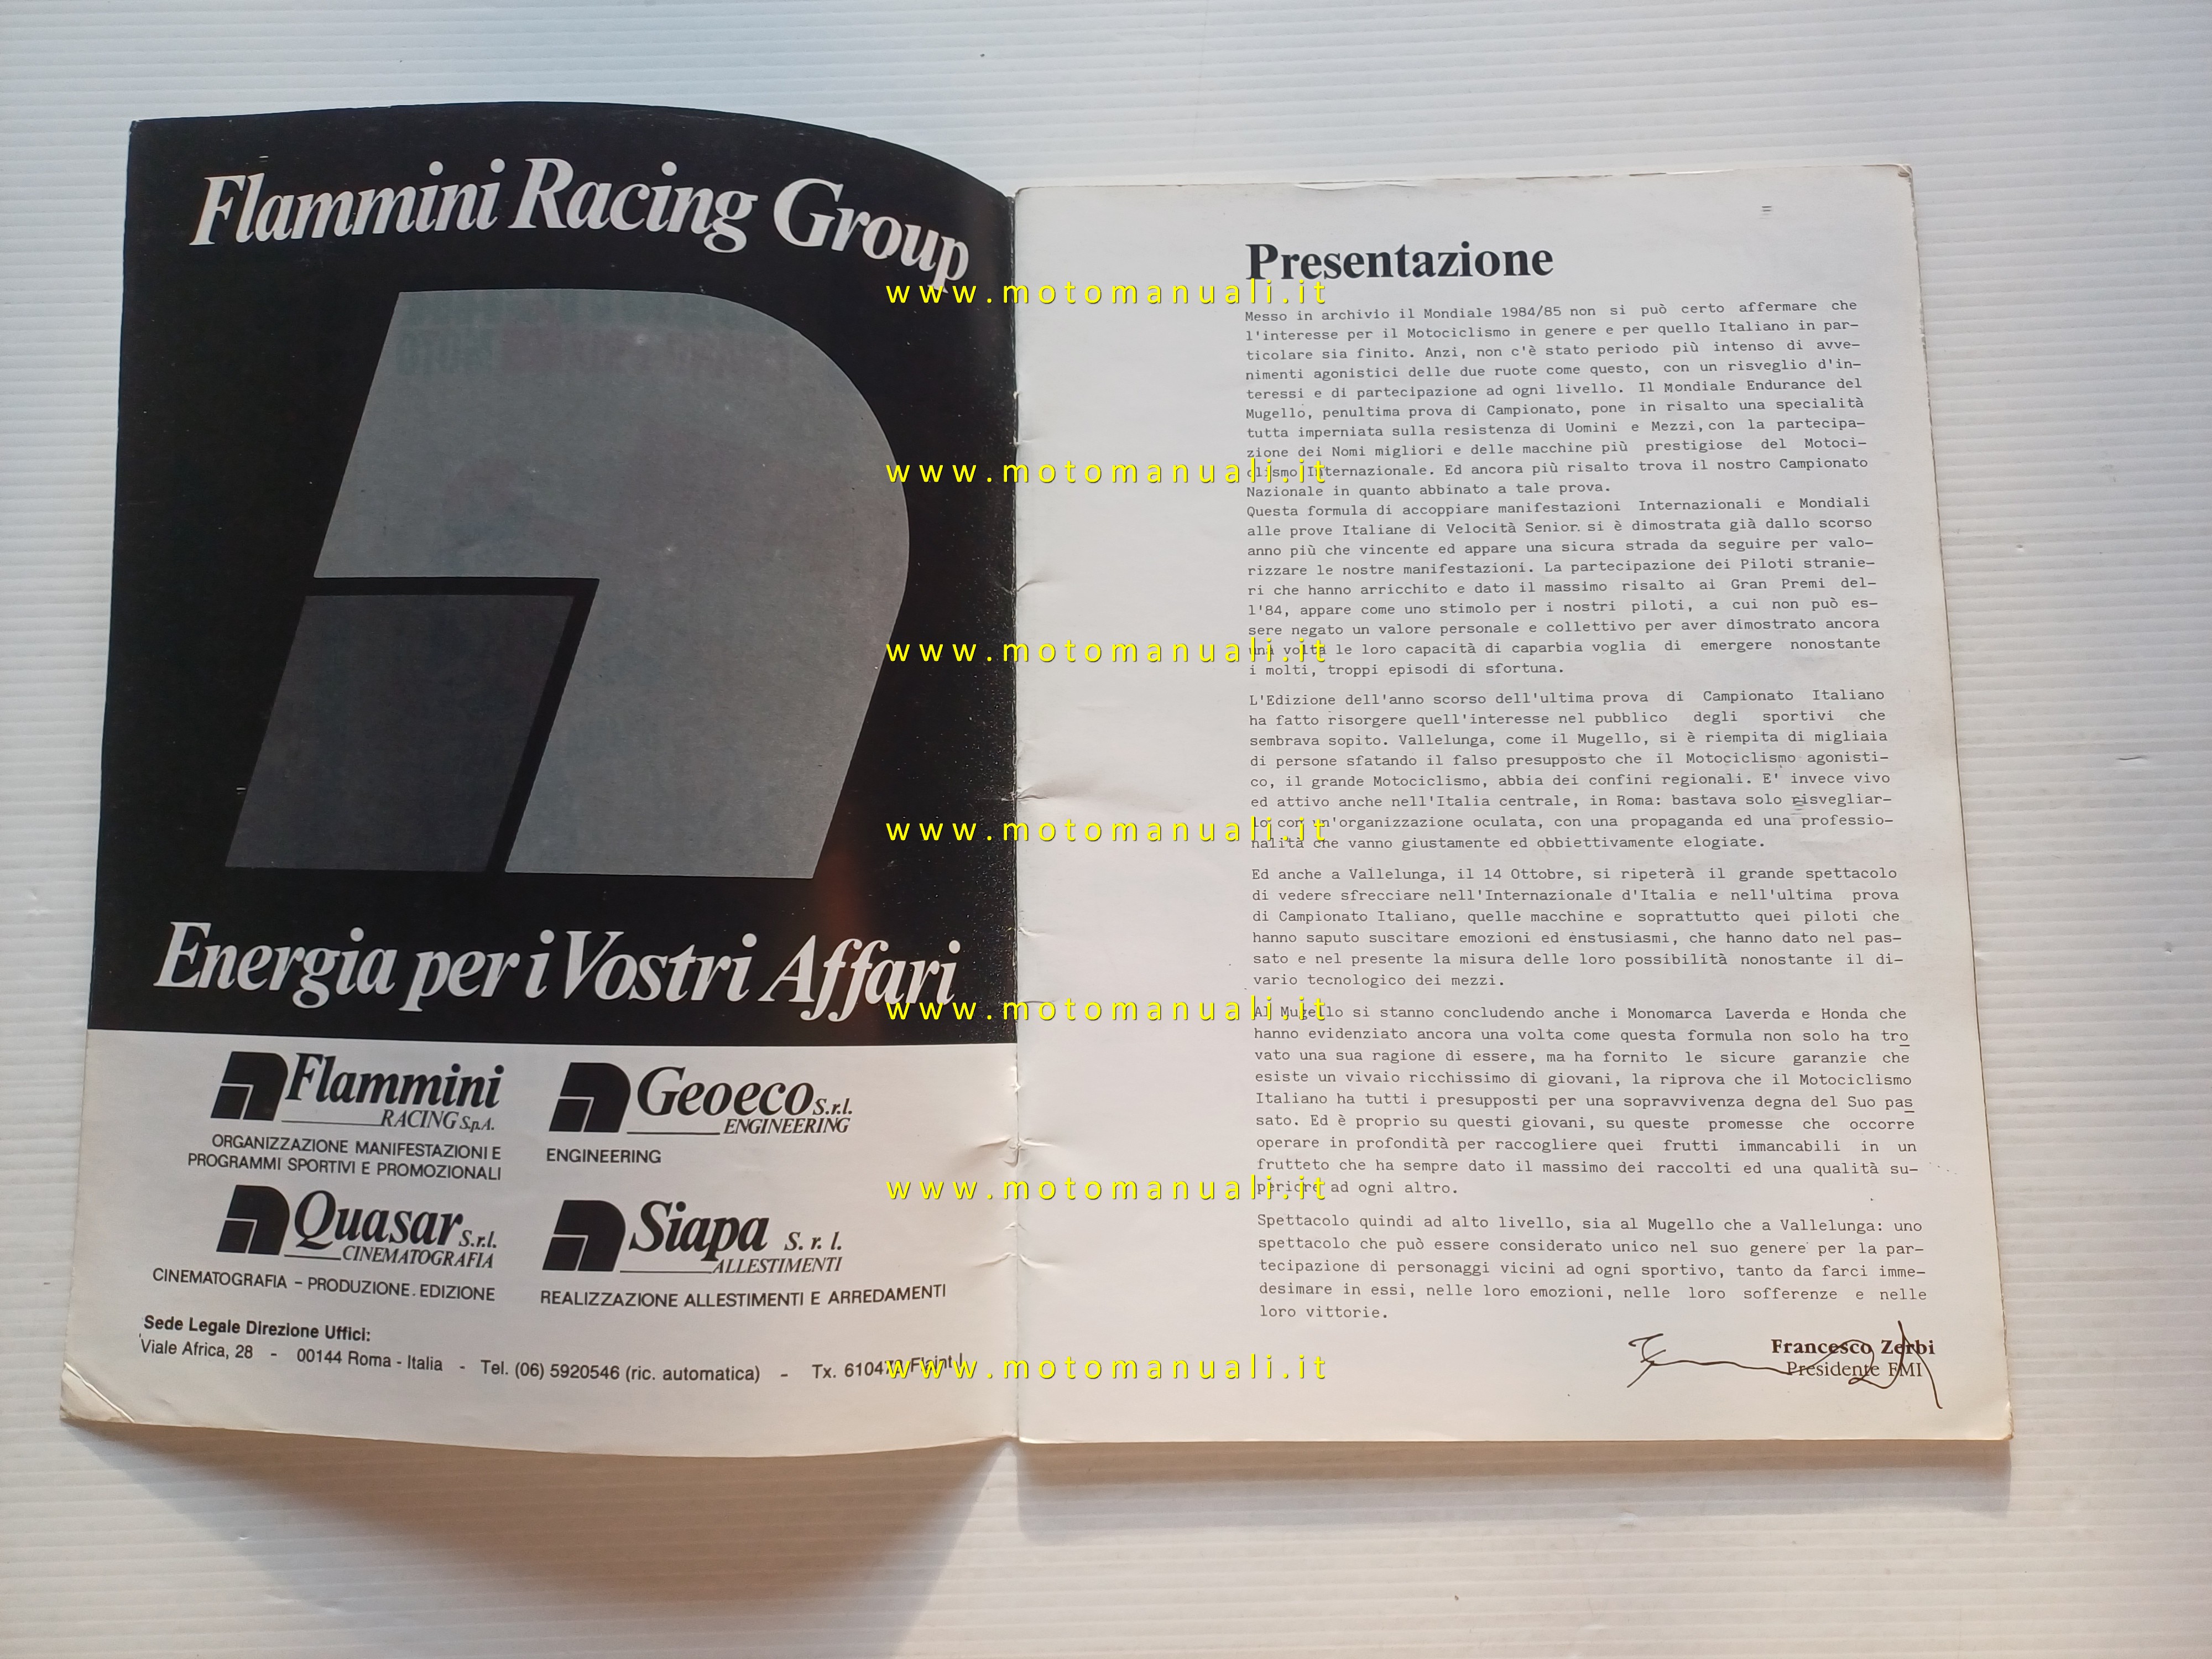 Flammini Racing Group
Energia per i Vostri Affari
Flammini
RACING S.p.A.
ORGANIZZAZIONE MANIFESTAZIONI E
PROGRAMMI SPORTIVI E PROMOZIONALI
Geoeco S.r.l.
ENGINEERING
ENGINEERING
Quasar S.r.l.
CINEMATOGRAFIA
CINEMATOGRAFIA – PRODUZIONE. EDIZIONE
Siapa S. r. l.
ALLESTIMENTI
REALIZZAZIONE ALLESTIMENTI E ARREDAMENTI
Sede Legale Direzione Uffici:
Viale Africa, 28 - 00144 Roma - Italia - Tel. (06) 5920546 (ric. automatica) - Tx.
Presentazione
Messo in archivio il Mondiale 1984/85 non si può certo affermare che
l'interesse per il Motociclismo in genere e per quello Italiano in par-
ticolare sia finito. Anzi, non c'è stato periodo più intenso di avve-
nimenti agonistici delle due ruote come questo, con un risveglio d'in-
teressi e di partecipazione ad ogni livello. Il Mondiale Endurance del
Mugello, penultima prova di Campionato, pone in risalto una specialità
tutta imperniata sulla resistenza di Uomini e Mezzi, con la partecipa-
zione dei Nomi migliori e delle macchine più prestigiose del Motoci-
clismo Internazionale. Ed ancora più risalto trova il nostro Campionato
Nazionale in quanto abbinato a tale prova.
Questa formula di accoppiare manifestazioni Internazionali e Mondiali
alle prove Italiane di Velocità Senior si è dimostrata già dallo scorso
anno più che vincente ed appare una sicura strada da seguire per valo-
rizzare le nostre manifestazioni. La partecipazione dei Piloti stranie-
ri che hanno arricchito e dato il massimo risalto ai Gran Premi del-
l'84, appare come uno stimolo per i nostri piloti, a cui non può es-
sere negato un valore personale e collettivo per aver dimostrato ancora
una volta le loro capacità di caparbia voglia di emergere nonostante
i molti, troppi episodi di sfortuna.
L'Edizione dell'anno scorso dell'ultima prova di Campionato Italiano
ha fatto risorgere quell'interesse nel pubblico degli sportivi che
sembrava sopito. Vallelunga, come il Mugello, si è riempita di migliaia
di persone sfatando il falso presupposto che il Motociclismo agonisti-
co, il grande Motociclismo, abbia dei confini regionali. E' invece vivo
ed attivo anche nell'Italia centrale, in Roma: bastava solo risvegliar-
lo con un'organizzazione oculata, con una propaganda ed una professio-
nalità che vanno giustamente ed obbiettivamente elogiate.
Ed anche a Vallelunga, il 14 Ottobre, si ripeterà il grande spettacolo
di vedere sfrecciare nell'Internazionale d'Italia e nell'ultima prova
di Campionato Italiano, quelle macchine e soprattutto quei piloti che
hanno saputo suscitare emozioni ed enstusiasmi, che hanno dato nel pas-
sato e nel presente la misura delle loro possibilità nonostante il di-
vario tecnologico dei mezzi.
Al Mugello si stanno concludendo anche i Monomarca Laverda e Honda che
hanno evidenziato ancora una volta come questa formula non solo ha tro
vato una sua ragione di essere, ma ha fornito le sicure garanzie che
esiste un vivaio ricchissimo di giovani, la riprova che il Motociclismo
Italiano ha tutti i presupposti per una sopravvivenza degna del Suo pas
sato. Ed è proprio su questi giovani, su queste promesse che occorre
operare in profondità per raccogliere quei frutti immancabili in un
frutteto che ha sempre dato il massimo dei raccolti ed una qualità su-
periore ad ogni altro.
Spettacolo quindi ad alto livello, sia al Mugello che a Vallelunga: uno
spettacolo che può essere considerato unico nel suo genere per la par-
tecipazione di personaggi vicini ad ogni sportivo, tanto da farci imme-
desimare in essi, nelle loro emozioni, nelle loro sofferenze e nelle
loro vittorie.
Francesco Zerbi
Presidente FMI
www.motomanuali.it
www.motomanuali.it
www.motomanuali.it
www.motomanuali.it
www.motomanuali.it
www.motomanuali.it
www.motomanuali.it